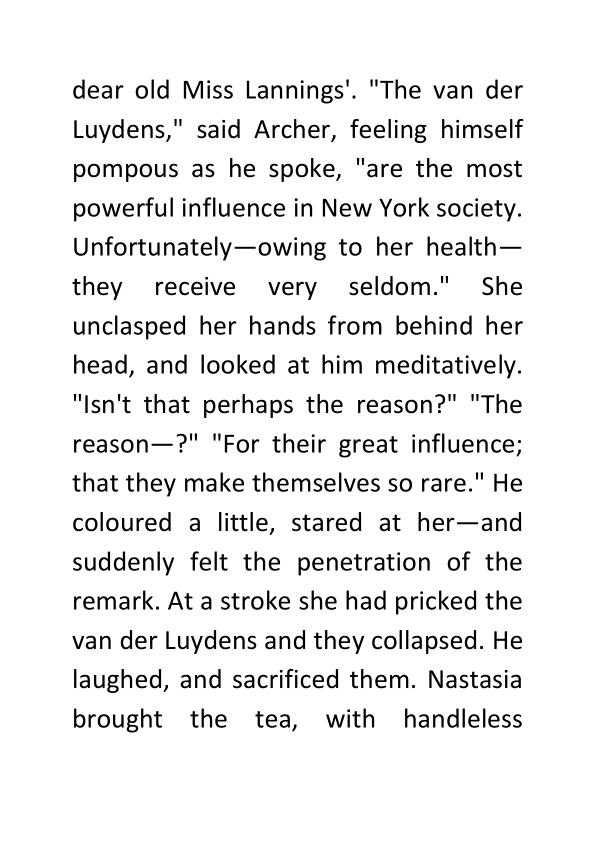 dear old Miss Lannings'. "The van der
Luydens," said Archer, feeling himself
pompous as he spoke, "are the most
powerful influence in New York society.
Unfortunately—owing to her health—
they receive very seldom." She
unclasped her hands from behind her
head, and looked at him meditatively.
"Isn't that perhaps the reason?" "The
reason—?" "For their great influence;
that they make themselves so rare." He
coloured a little, stared at her—and
suddenly felt the penetration of the
remark. At a stroke she had pricked the
van der Luydens and they collapsed. He
laughed, and sacrificed them. Nastasia
brought the tea, with handleless